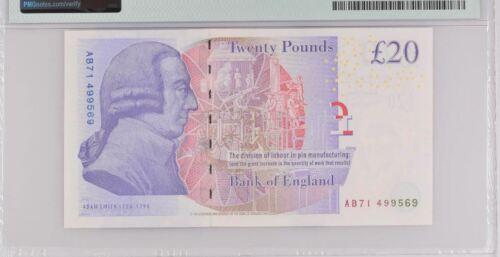 PMGnotes.com/verify
Twenty Pounds
£20
AB71 499569
The division of labour in pin manufacturing:
(and the great increase in the quantity of work that results)
Bank of England
AB71 499569
ADAM SMITH 1723-1790